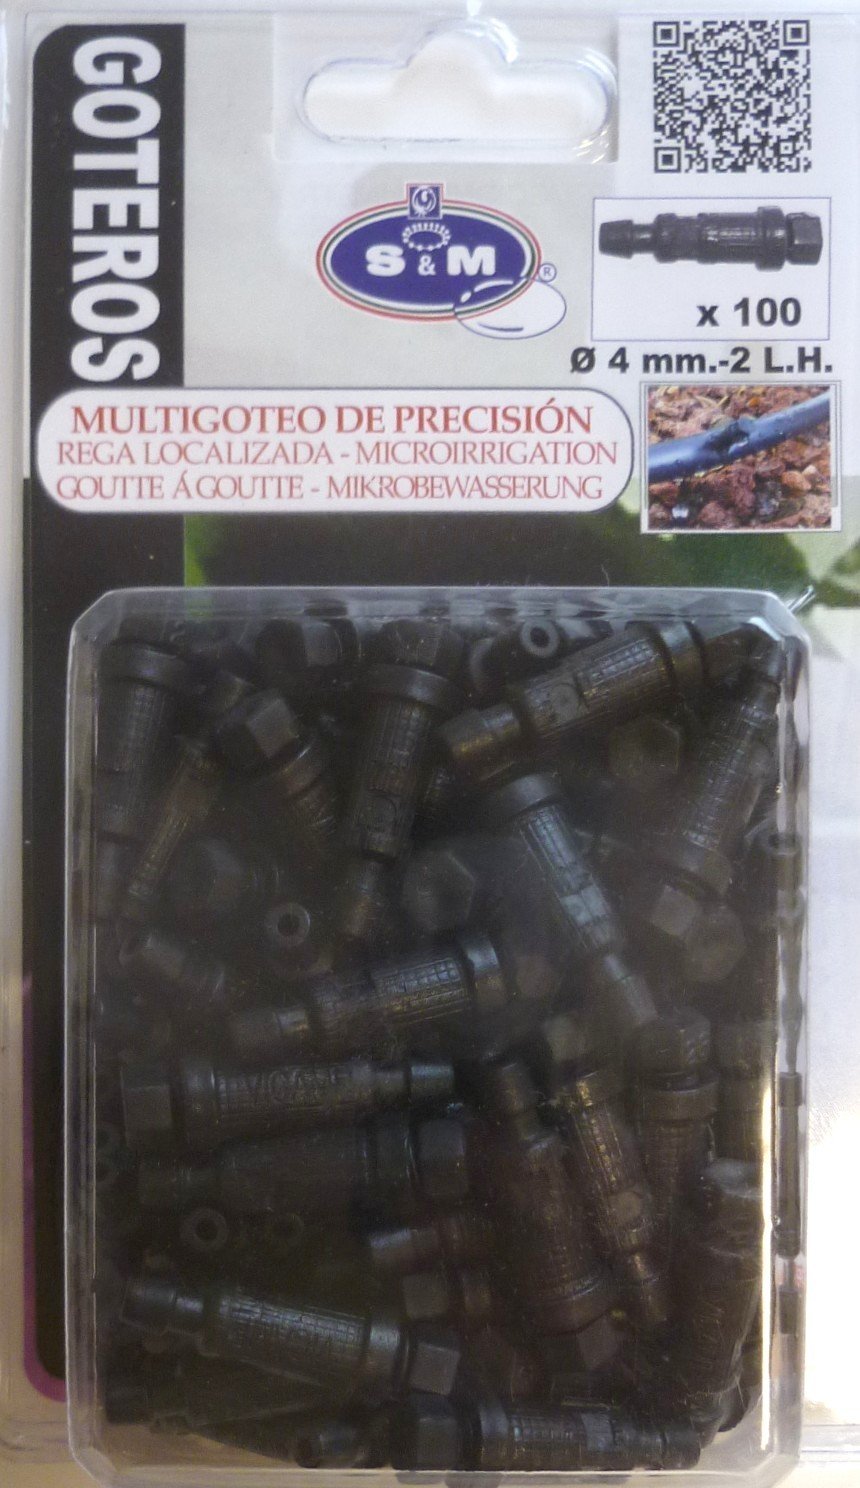 GOTEROS
S & M ®
x 100
Ø 4 mm.-2 L.H.
MULTIGOTEO DE PRECISIÓN
REGA LOCALIZADA - MICROIRRIGATION
GOUTTE Á GOUTTE - MIKROBEWASSERUNG